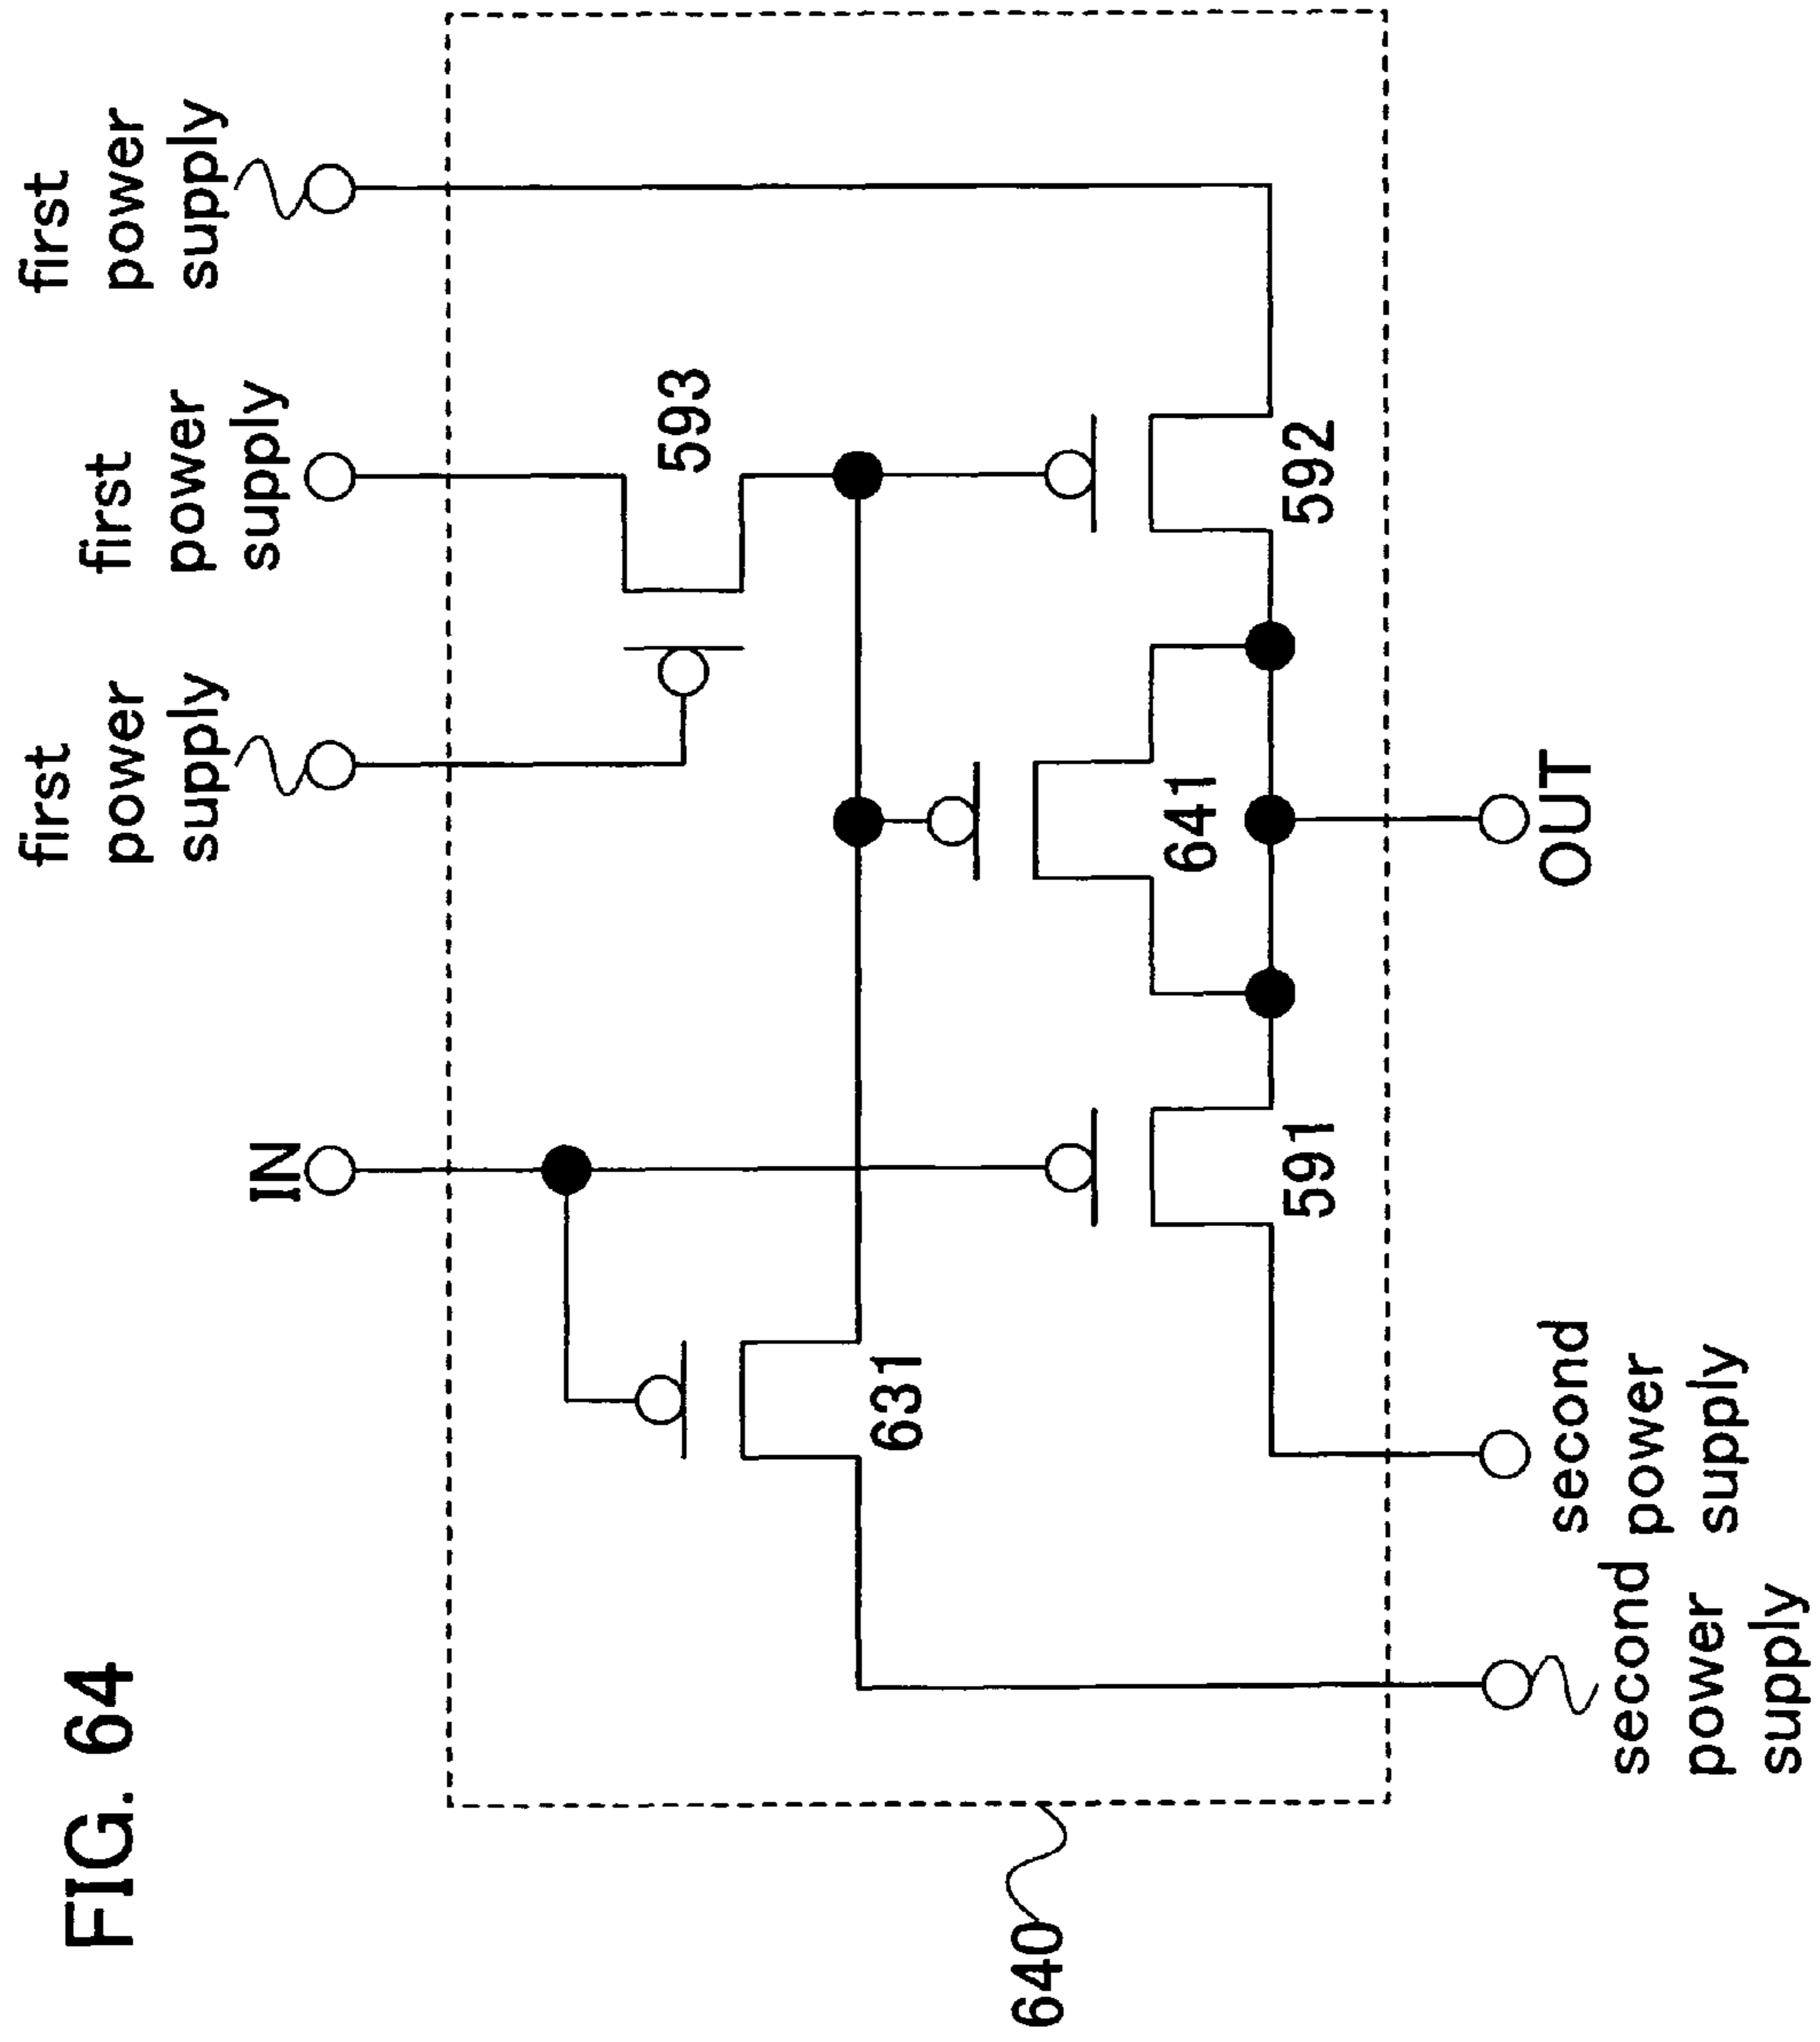 FIG. 64
IN
first
power
supply
first
power
supply
first
power
supply
593
631
641
591
592
640
second
power
supply
second
power
supply
OUT